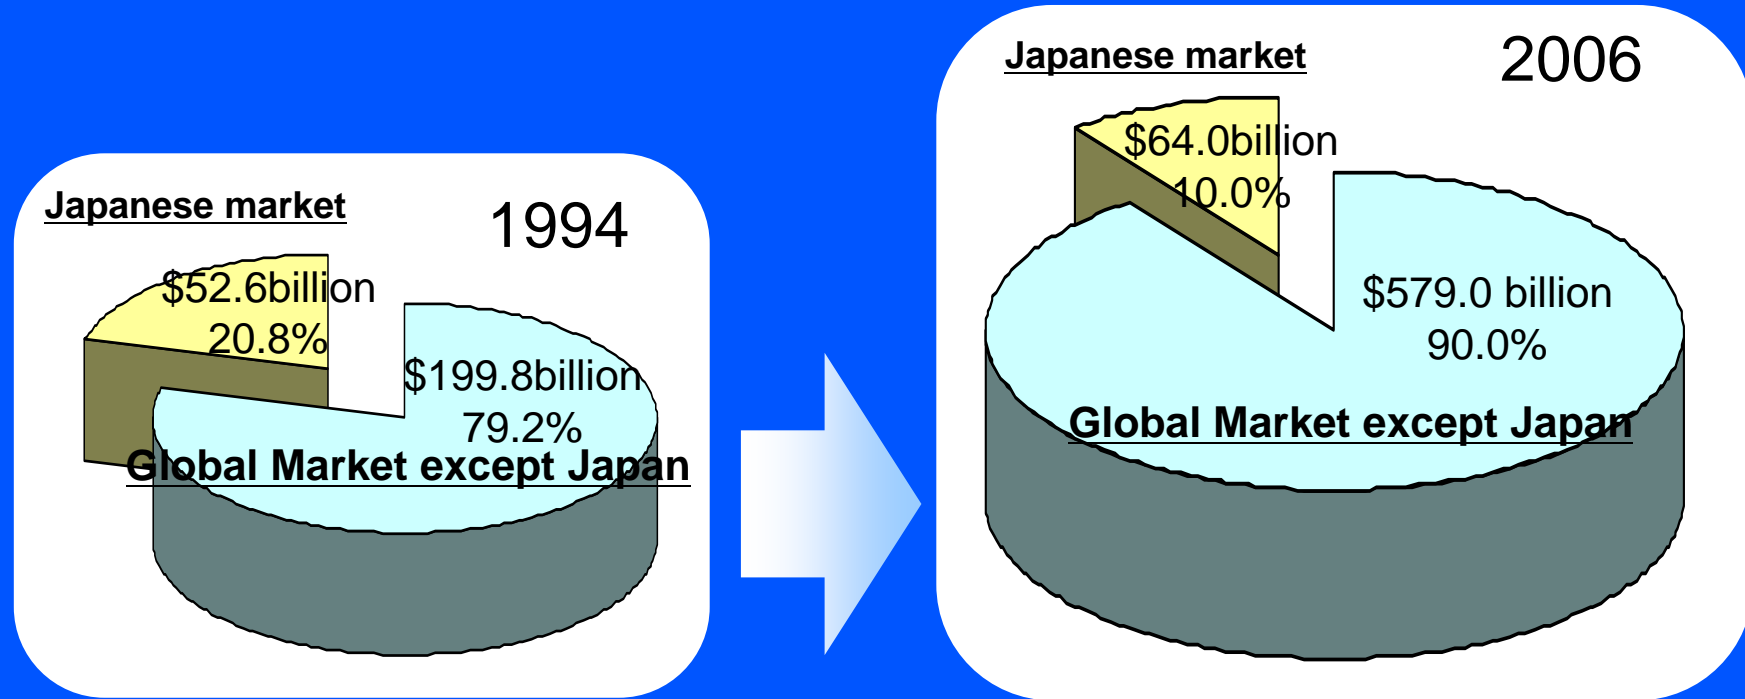 Japanese market
1994
$52.6billion
20.8%
$199.8billion
79.2%
Global Market except Japan
Japanese market
2006
$64.0billion
10.0%
$579.0 billion
90.0%
Global Market except Japan